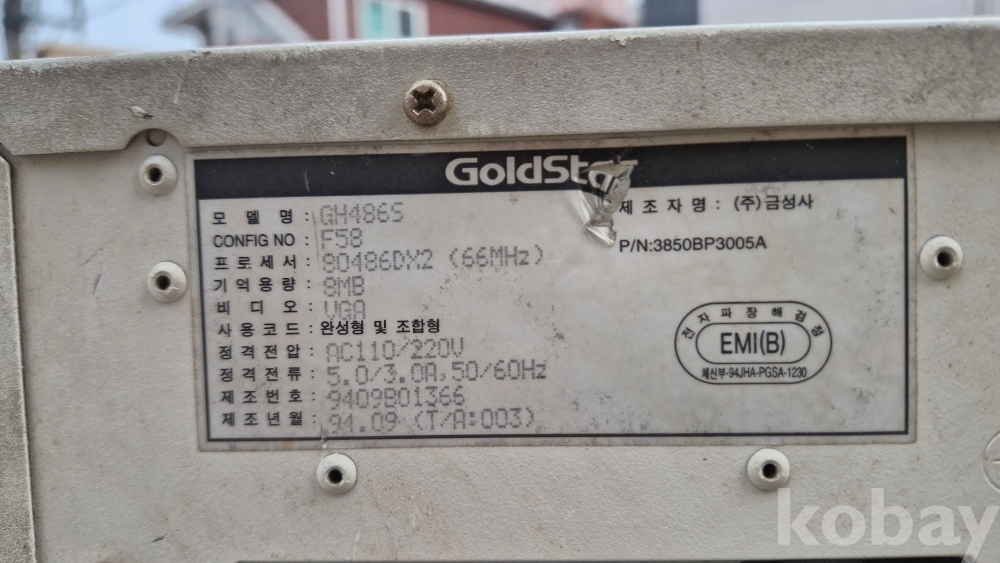 GoldStar
모델명 : GH486S
제조자명 : (주)금성사
CONFIG NO : F58
P/N:3850BP3005A
프로세서 : 80486DX2 (66MHz)
기억용량 : 8MB
비디오 : VGA
사용코드 : 완성형 및 조합형
정격전압 : AC110/220V
정격전류 : 5.0/3.0A,50/60Hz
제조번호 : 9409B01366
제조년월 : 94.09 (T/A:003)
전자파장해검정
EMI(B)
체신부-94JHA-PGSA-1230
kobay